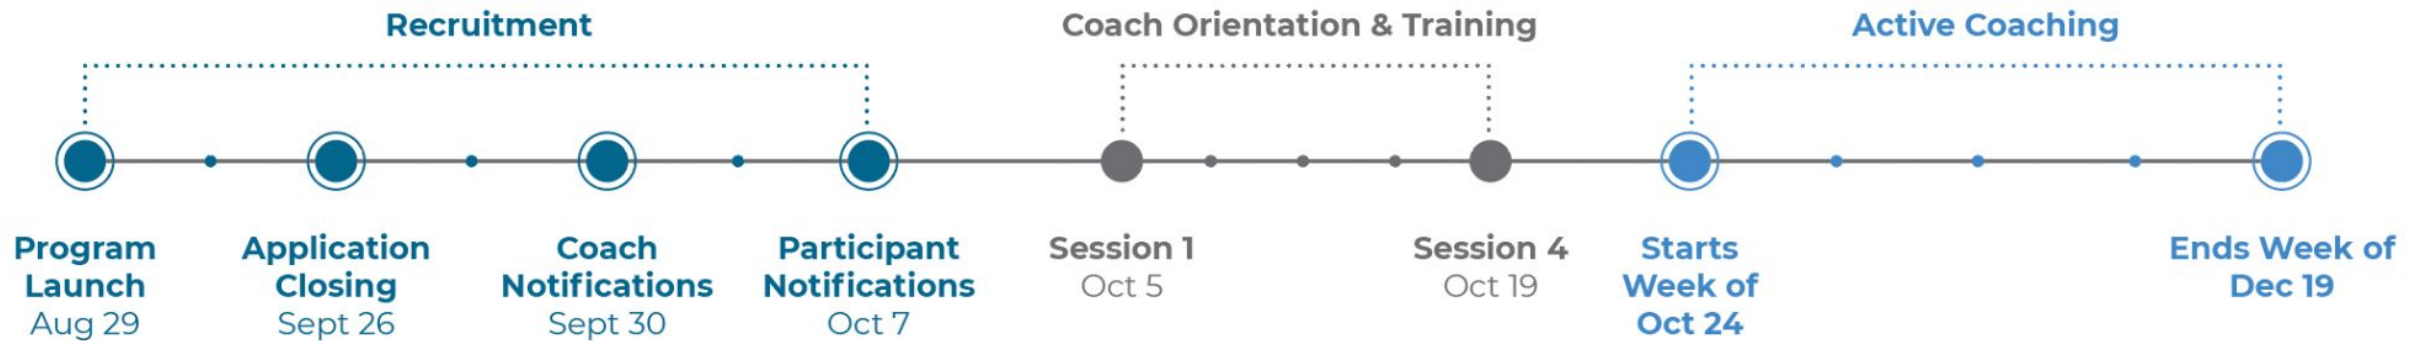 Recruitment
Coach Orientation & Training
Active Coaching
Program
Launch
Aug 29
Application
Closing
Sept 26
Coach
Notifications
Sept 30
Participant
Notifications
Oct 7
Session 1
Oct 5
Session 4
Oct 19
Starts
Week of
Oct 24
Ends Week of
Dec 19